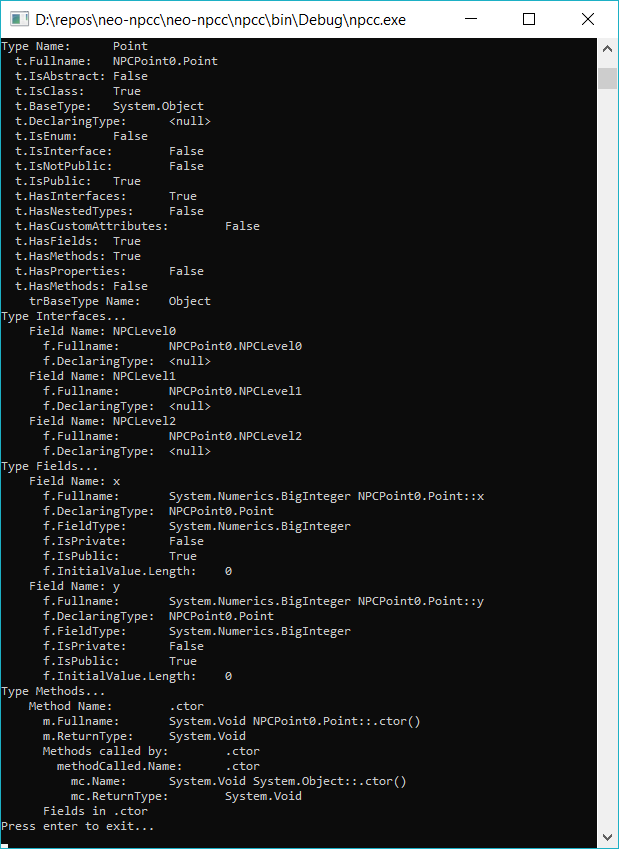 D:\repos\neo-npcc\neo-npcc\npcc\bin\Debug\npcc.exe
Type Name: Point
t.Fullname: NPCPoint0.Point
t.IsAbstract: False
t.IsClass: True
t.BaseType: System.Object
t.DeclaringType: <null>
t.IsEnum: False
t.IsInterface: False
t.IsNotPublic: False
t.IsPublic: True
t.HasInterfaces: True
t.HasNestedTypes: False
t.HasCustomAttributes: False
t.HasFields: True
t.HasMethods: True
t.HasProperties: False
t.HasMethods: False
trBaseType Name: Object
Type Interfaces...
Field Name: NPCLevel0
f.Fullname: NPCPoint0.NPCLevel0
f.DeclaringType: <null>
Field Name: NPCLevel1
f.Fullname: NPCPoint0.NPCLevel1
f.DeclaringType: <null>
Field Name: NPCLevel2
f.Fullname: NPCPoint0.NPCLevel2
f.DeclaringType: <null>
Type Fields...
Field Name: x
f.Fullname: System.Numerics.BigInteger NPCPoint0.Point::x
f.DeclaringType: NPCPoint0.Point
f.FieldType: System.Numerics.BigInteger
f.IsPrivate: False
f.IsPublic: True
f.InitialValue.Length: 0
Field Name: y
f.Fullname: System.Numerics.BigInteger NPCPoint0.Point::y
f.DeclaringType: NPCPoint0.Point
f.FieldType: System.Numerics.BigInteger
f.IsPrivate: False
f.IsPublic: True
f.InitialValue.Length: 0
Type Methods...
Method Name: .ctor
m.Fullname: System.Void NPCPoint0.Point::.ctor()
m.ReturnType: System.Void
Methods called by: .ctor
methodCalled.Name: .ctor
mc.Name: System.Void System.Object::.ctor()
mc.ReturnType: System.Void
Fields in .ctor
Press enter to exit...